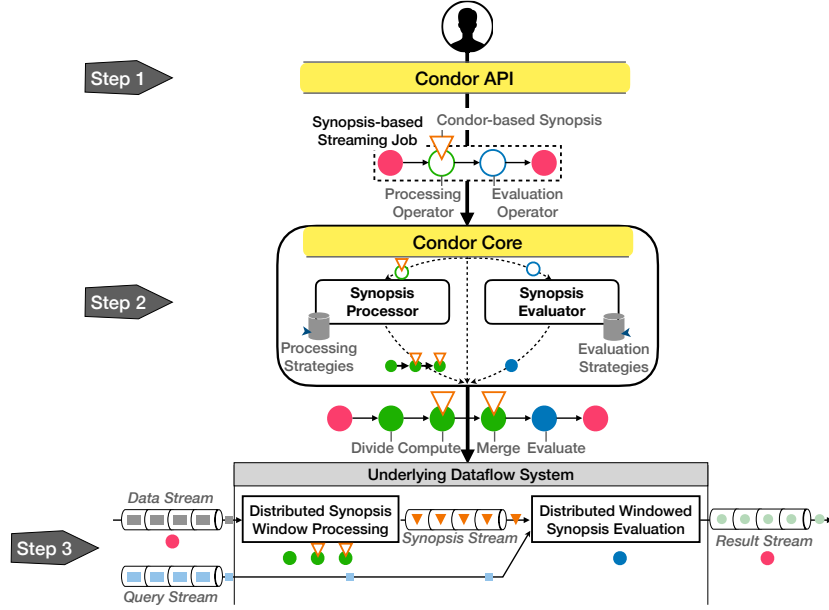 Step 1
Condor API
Synopsis-based
Streaming Job
Condor-based Synopsis
Processing
Operator
Evaluation
Operator
Step 2
Condor Core
Synopsis
Processor
Synopsis
Evaluator
Processing
Strategies
Evaluation
Strategies
Divide Compute Merge Evaluate
Step 3
Underlying Dataflow System
Data Stream
Distributed Synopsis
Window Processing
Synopsis Stream
Distributed Windowed
Synopsis Evaluation
Result Stream
Query Stream